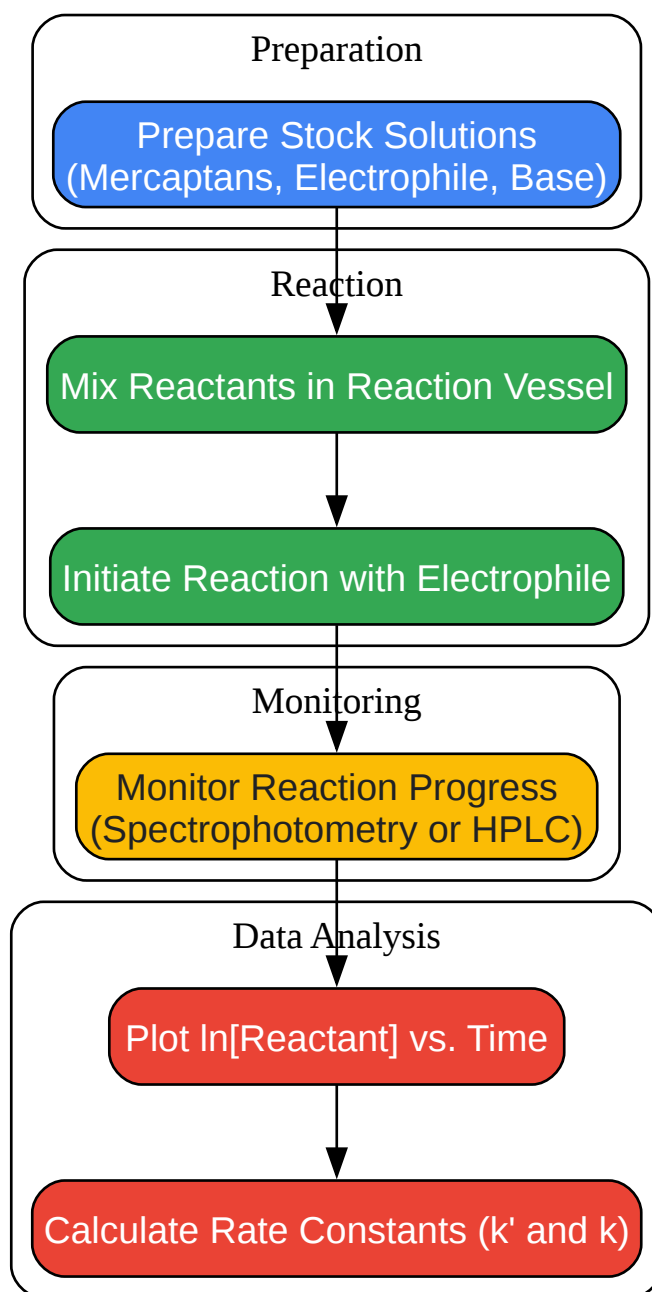 Preparation
Prepare Stock Solutions
(Mercaptans, Electrophile, Base)
Reaction
Mix Reactants in Reaction Vessel
Initiate Reaction with Electrophile
Monitoring
Monitor Reaction Progress
(Spectrophotometry or HPLC)
Data Analysis
Plot ln[Reactant] vs. Time
Calculate Rate Constants (k' and k)